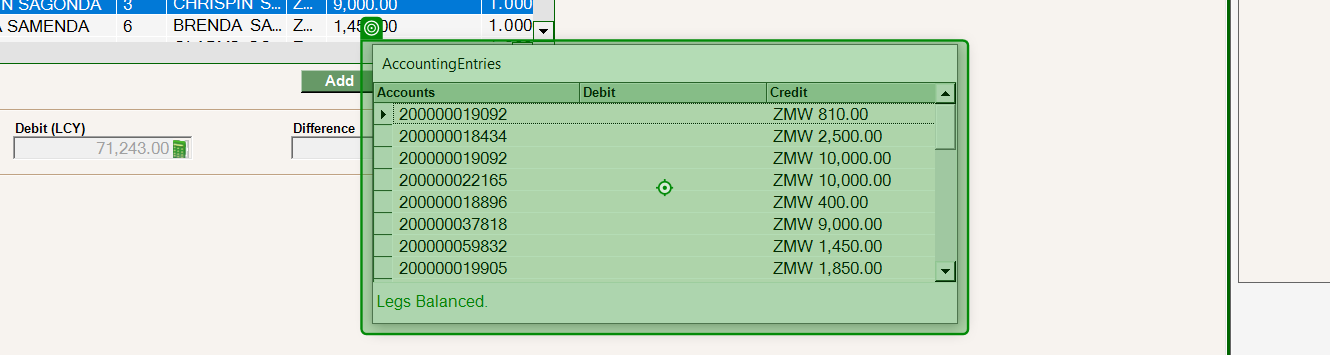 N SAGONDA 3 CHRISPIN S... Z... 9,000.00 1.000
A SAMENDA 6 BRENDA SA... Z... 1,45 00 1.000
Add
AccountingEntries
Accounts Debit Credit
200000019092 ZMW 810.00
200000018434 ZMW 2,500.00
200000019092 ZMW 10,000.00
200000022165 ZMW 10,000.00
200000018896 ZMW 400.00
200000037818 ZMW 9,000.00
200000059832 ZMW 1,450.00
200000019905 ZMW 1,850.00
Legs Balanced.
Debit (LCY) Difference
71,243.00